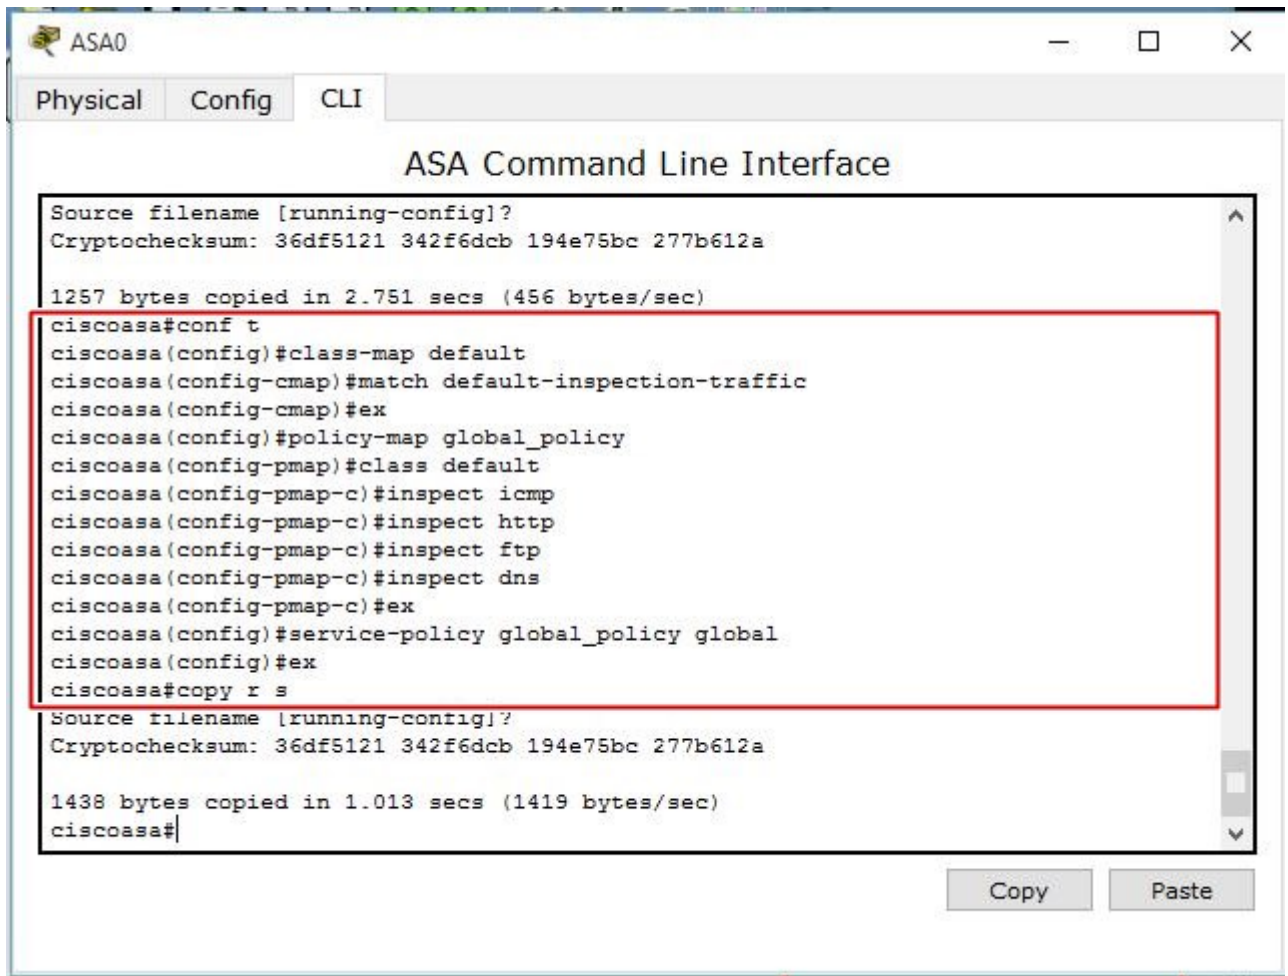 ASA0
Physical Config CLI
ASA Command Line Interface
Source filename [running-config]?
Cryptochecksum: 36df5121 342f6dcb 194e75bc 277b612a
1257 bytes copied in 2.751 secs (456 bytes/sec)
ciscoasa#conf t
ciscoasa(config)#class-map default
ciscoasa(config-cmap)#match default-inspection-traffic
ciscoasa(config-cmap)#ex
ciscoasa(config)#policy-map global_policy
ciscoasa(config-pmap)#class default
ciscoasa(config-pmap-c)#inspect icmp
ciscoasa(config-pmap-c)#inspect http
ciscoasa(config-pmap-c)#inspect ftp
ciscoasa(config-pmap-c)#inspect dns
ciscoasa(config-pmap-c)#ex
ciscoasa(config)#service-policy global_policy global
ciscoasa(config)#ex
ciscoasa#copy r s
Source filename [running-config]?
Cryptochecksum: 36df5121 342f6dcb 194e75bc 277b612a
1438 bytes copied in 1.013 secs (1419 bytes/sec)
ciscoasa#
Copy Paste